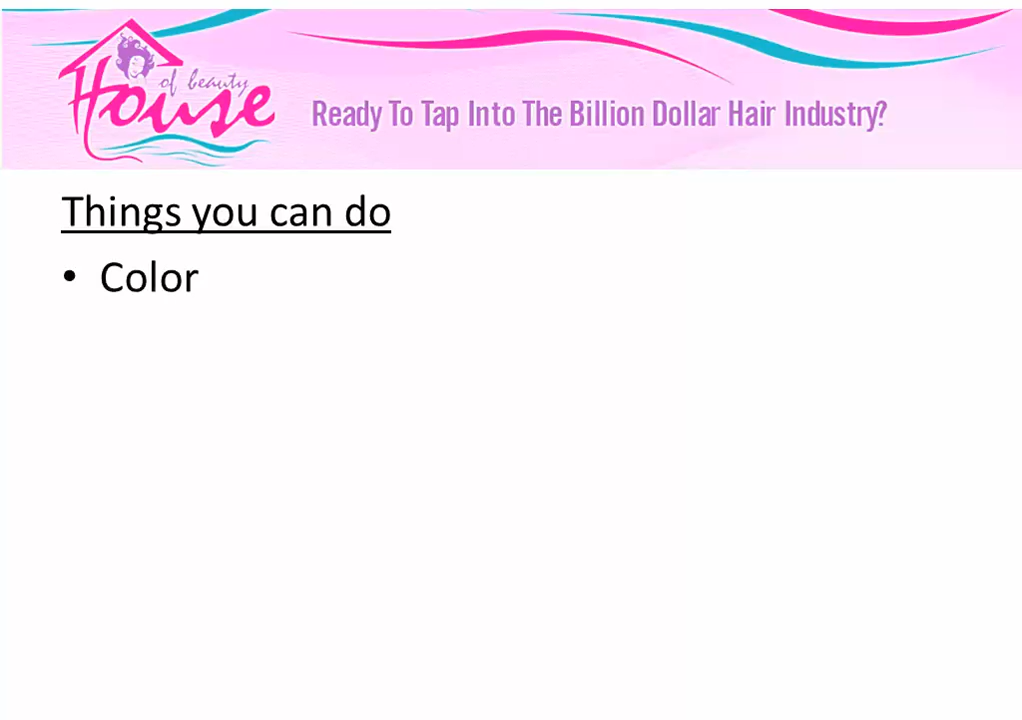 House
of beauty
Ready To Tap Into The Billion Dollar Hair Industry?
Things you can do
• Color